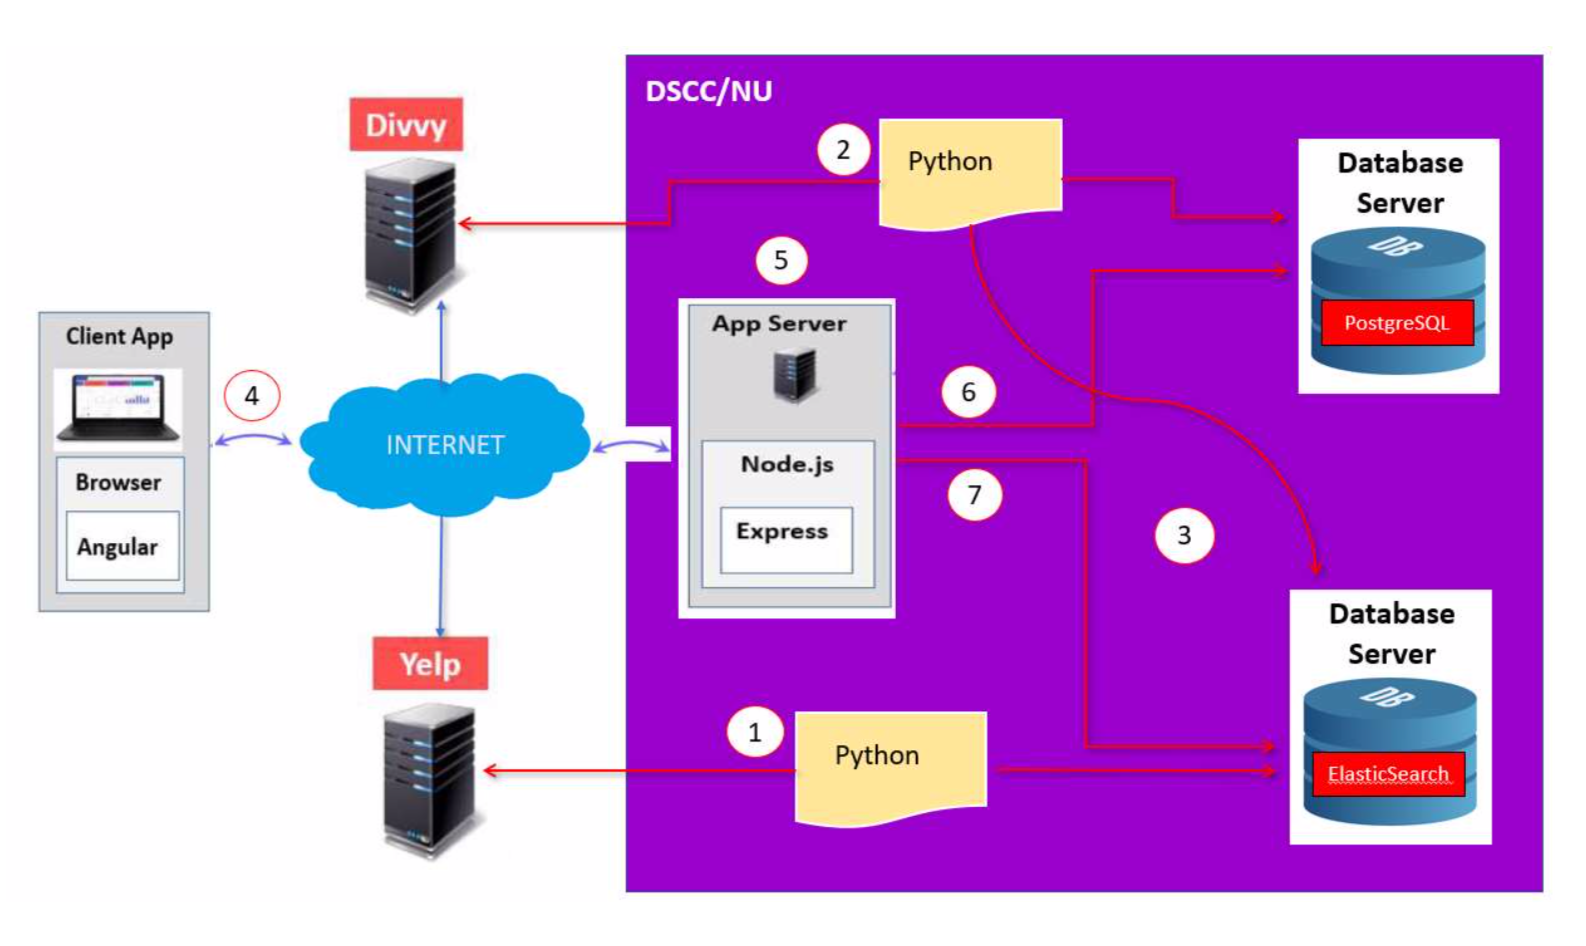 DSCC/NU
Divvy
2
Python
Database
Server
DB
PostgreSQL
5
App Server
Node.js
Express
Client App
Browser
Angular
4
INTERNET
6
7
3
Yelp
1
Python
Database
Server
DB
ElasticSearch